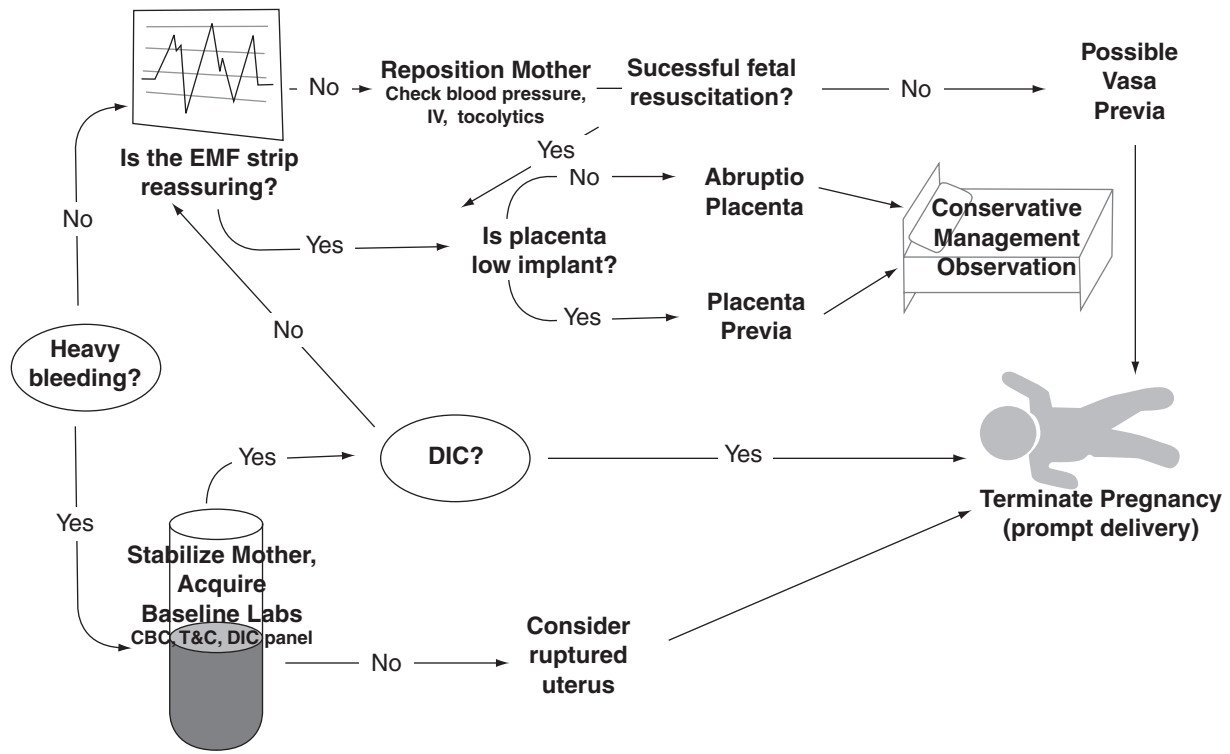 No
Reposition Mother
Check blood pressure,
IV, tocolytics
Sucessful fetal
resuscitation?
No
Possible
Vasa
Previa
Is the EMF strip
reassuring?
Yes
No
Abruptio
Placenta
No
Yes
Is placenta
low implant?
Conservative
Management
Observation
Yes
Placenta
Previa
No
Heavy
bleeding?
Yes
DIC?
Yes
Terminate Pregnancy
(prompt delivery)
Yes
Stabilize Mother,
Acquire
Baseline Labs
CBC, T&C, DIC panel
No
Consider
ruptured
uterus